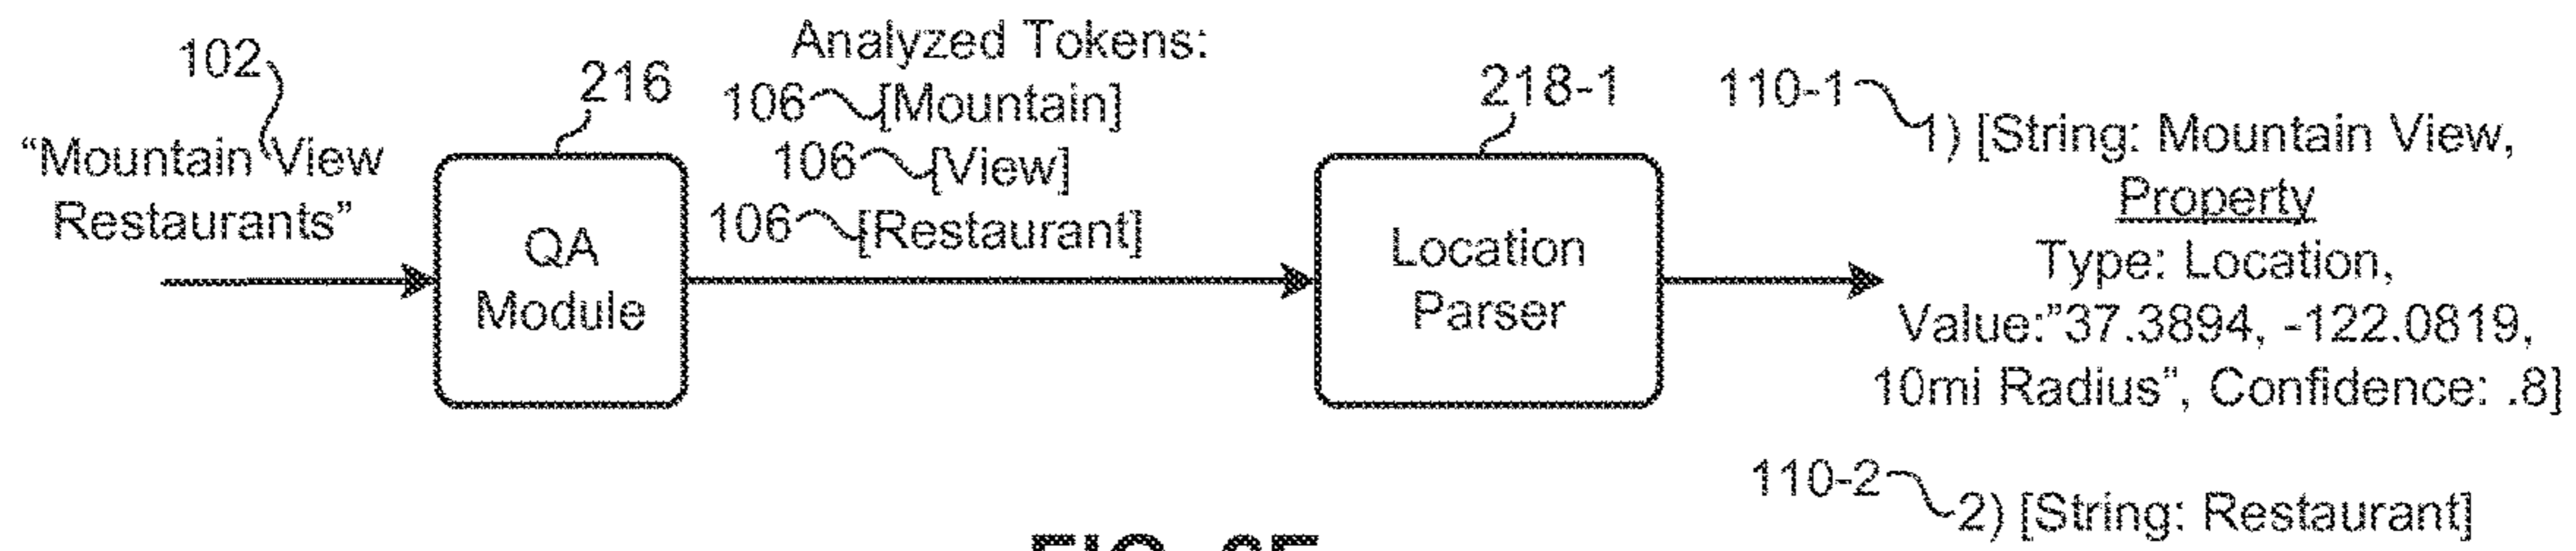 102
"Mountain View
Restaurants"
216
QA
Module
Analyzed Tokens:
106 [Mountain]
106 [View]
106 [Restaurant]
218-1
Location
Parser
110-1
1) [String: Mountain View,
Property
Type: Location,
Value:"37.3894, -122.0819,
10mi Radius", Confidence: .8]
110-2
2) [String: Restaurant]